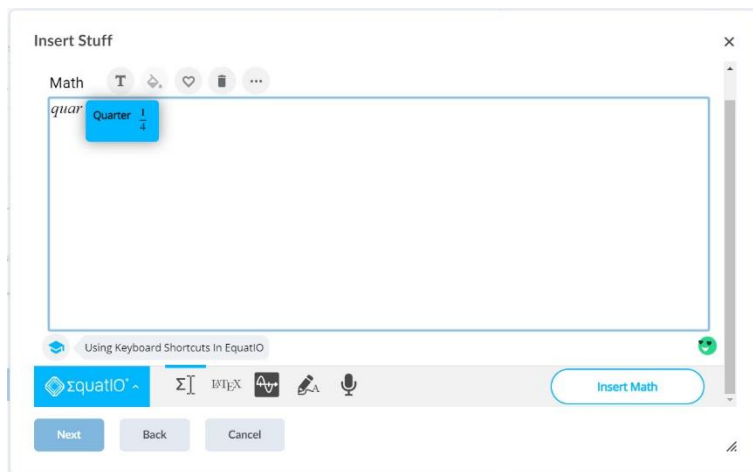 Insert Stuff
Math
quar
Quarter 1/4
Using Keyboard Shortcuts In EquatIO
ΣquatIO
LATEX
Insert Math
Next
Back
Cancel